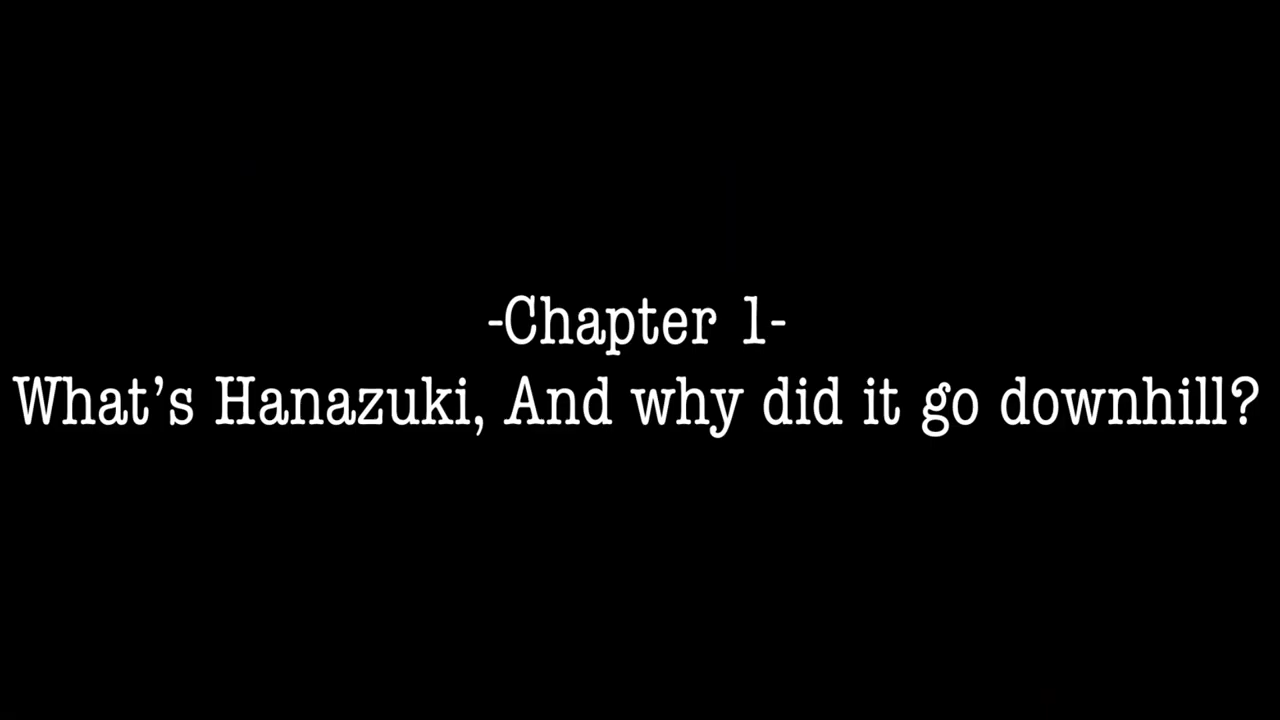 -Chapter 1-
What’s Hanazuki, And why did it go downhill?